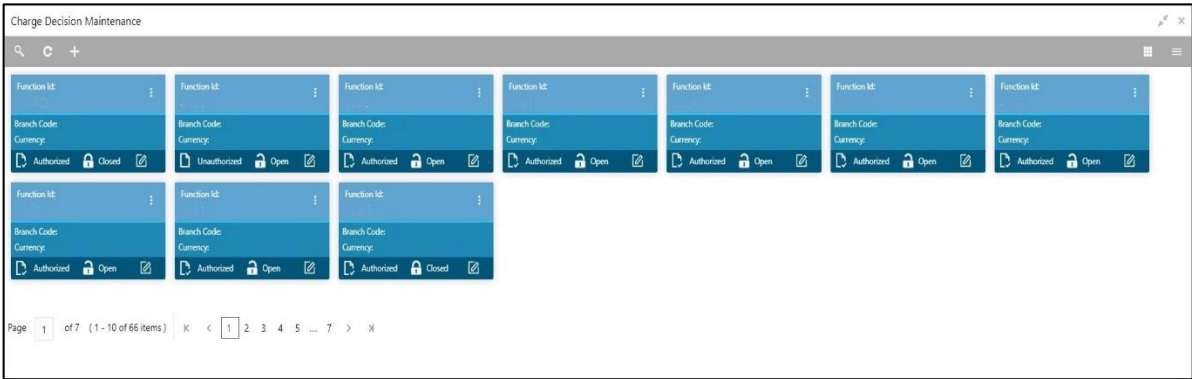 Charge Decision Maintenance
Function Id: Function Id: Function Id: Function Id: Function Id: Function Id: Function Id:
Branch Code: Branch Code: Branch Code: Branch Code: Branch Code: Branch Code: Branch Code:
Currency: Currency: Currency: Currency: Currency: Currency: Currency:
Authorized Closed Unauthorized Open Authorized Open Authorized Open Authorized Open Authorized Open Authorized Open
Function Id: Function Id: Function Id:
Branch Code: Branch Code: Branch Code:
Currency: Currency: Currency:
Authorized Open Authorized Open Authorized Closed
Page 1 of 7 (1 - 10 of 66 items) 1 2 3 4 5 ... 7